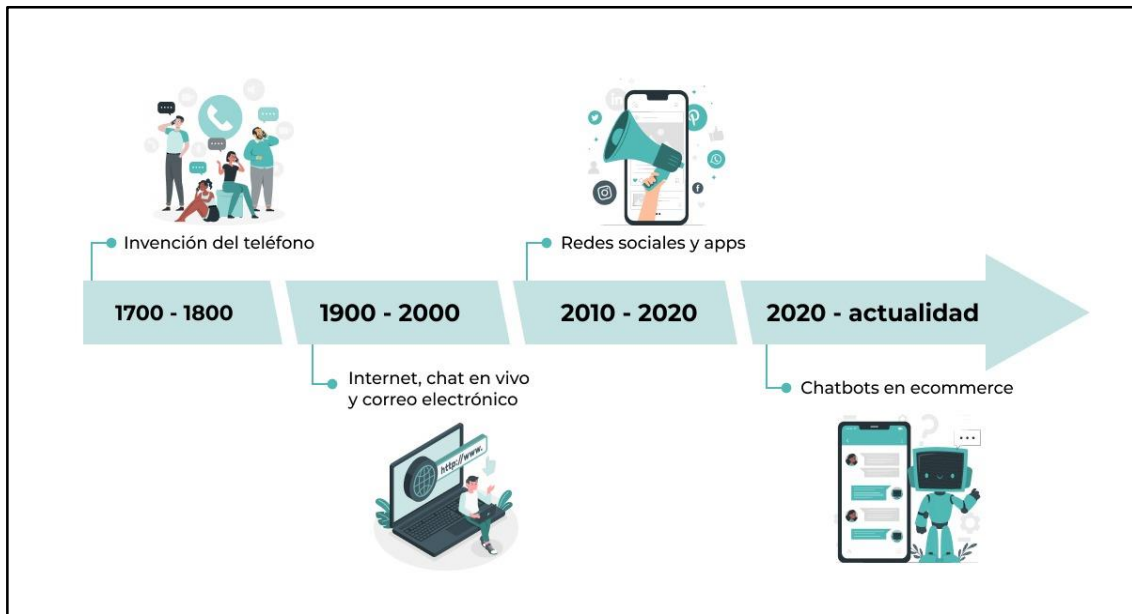 Invención del teléfono
Redes sociales y apps
1700 - 1800
1900 - 2000
2010 - 2020
2020 - actualidad
Internet, chat en vivo
y correo electrónico
Chatbots en ecommerce
http://www.